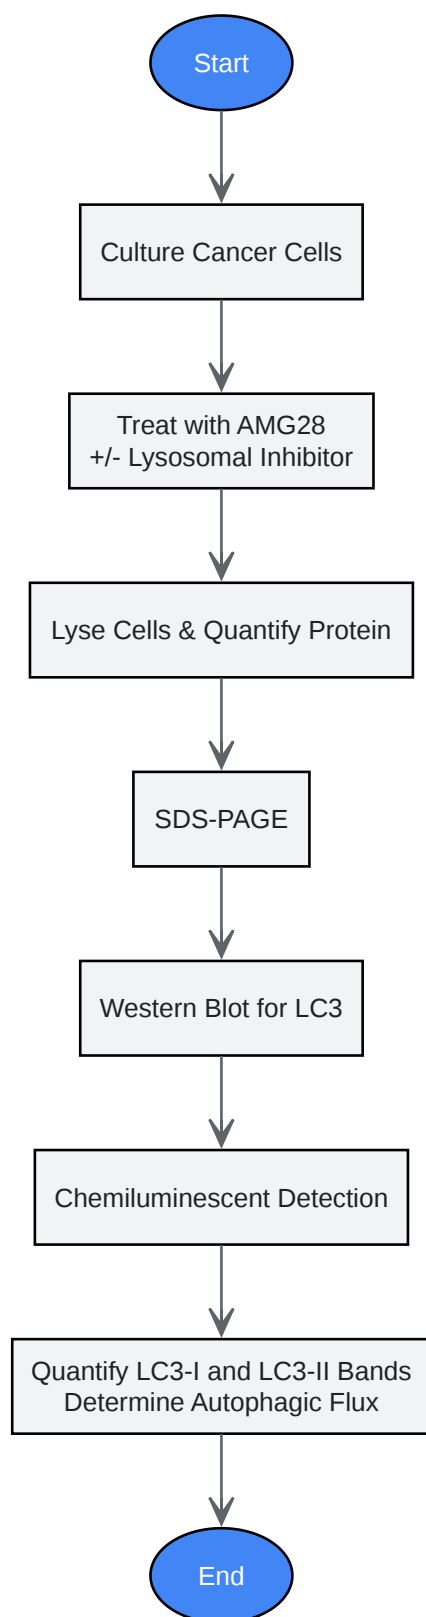 Start
Culture Cancer Cells
Treat with AMG28
+/- Lysosomal Inhibitor
Lyse Cells & Quantify Protein
SDS-PAGE
Western Blot for LC3
Chemiluminescent Detection
Quantify LC3-I and LC3-II Bands
Determine Autophagic Flux
End